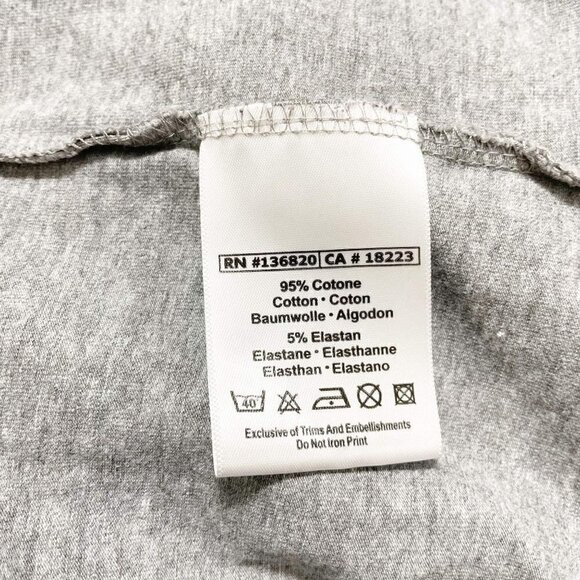 RN #136820 CA # 18223
95% Cotone
Cotton • Coton
Baumwolle • Algodon
5% Elastan
Elastane • Elasthanne
Elasthan • Elastano
40
Exclusive of Trims And Embellishments
Do Not Iron Print